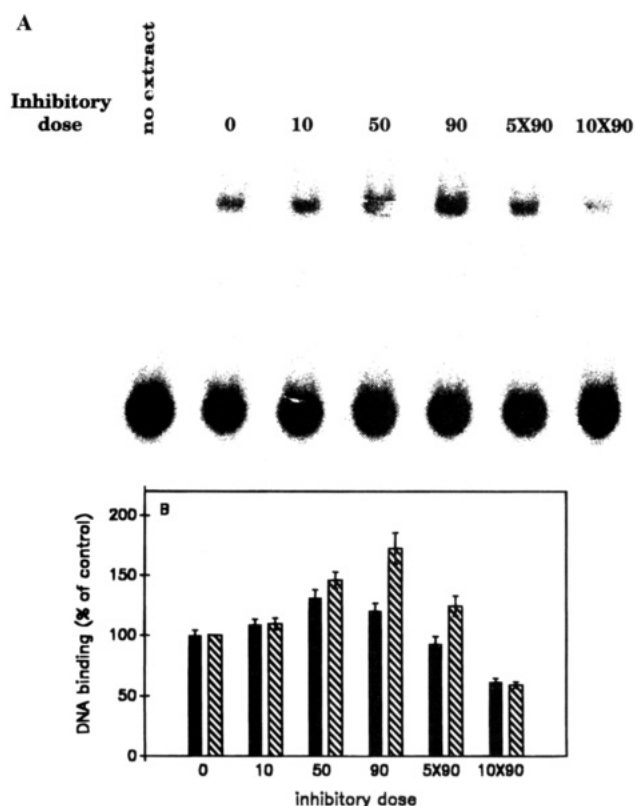 A
no extract
Inhibitory
dose
0 10 50 90 5X90 10X90
B
DNA binding (% of control)
200
150
100
50
0
0 10 50 90 5X90 10X90
inhibitory dose